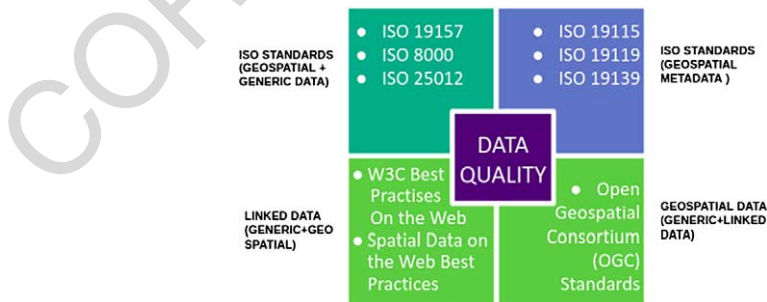 COP
ISO STANDARDS
(GEOSPATIAL +
GENERIC DATA)
● ISO 19157
● ISO 8000
● ISO 25012
● ISO 19115
● ISO 19119
● ISO 19139
ISO STANDARDS
(GEOSPATIAL
METADATA )
DATA
QUALITY
LINKED DATA
(GENERIC+GEO
SPATIAL)
● W3C Best
Practises
On the Web
● Spatial Data on
the Web Best
Practices
● Open
Geospatial
Consortium
(OGC)
Standards
GEOSPATIAL DATA
(GENERIC+LINKED
DATA)